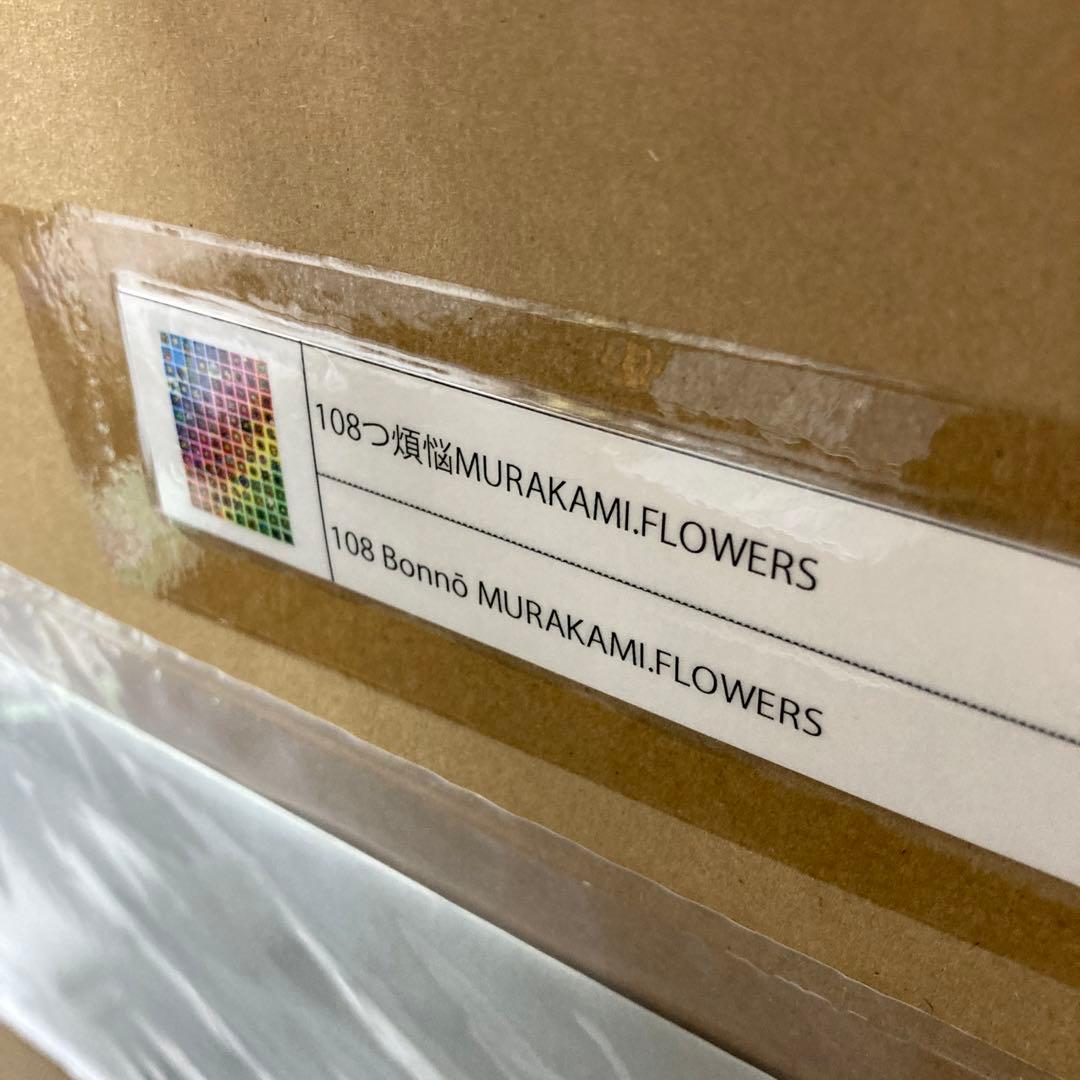 108つ煩悩MURAKAMI.FLOWERS
108 Bonnō MURAKAMI.FLOWERS